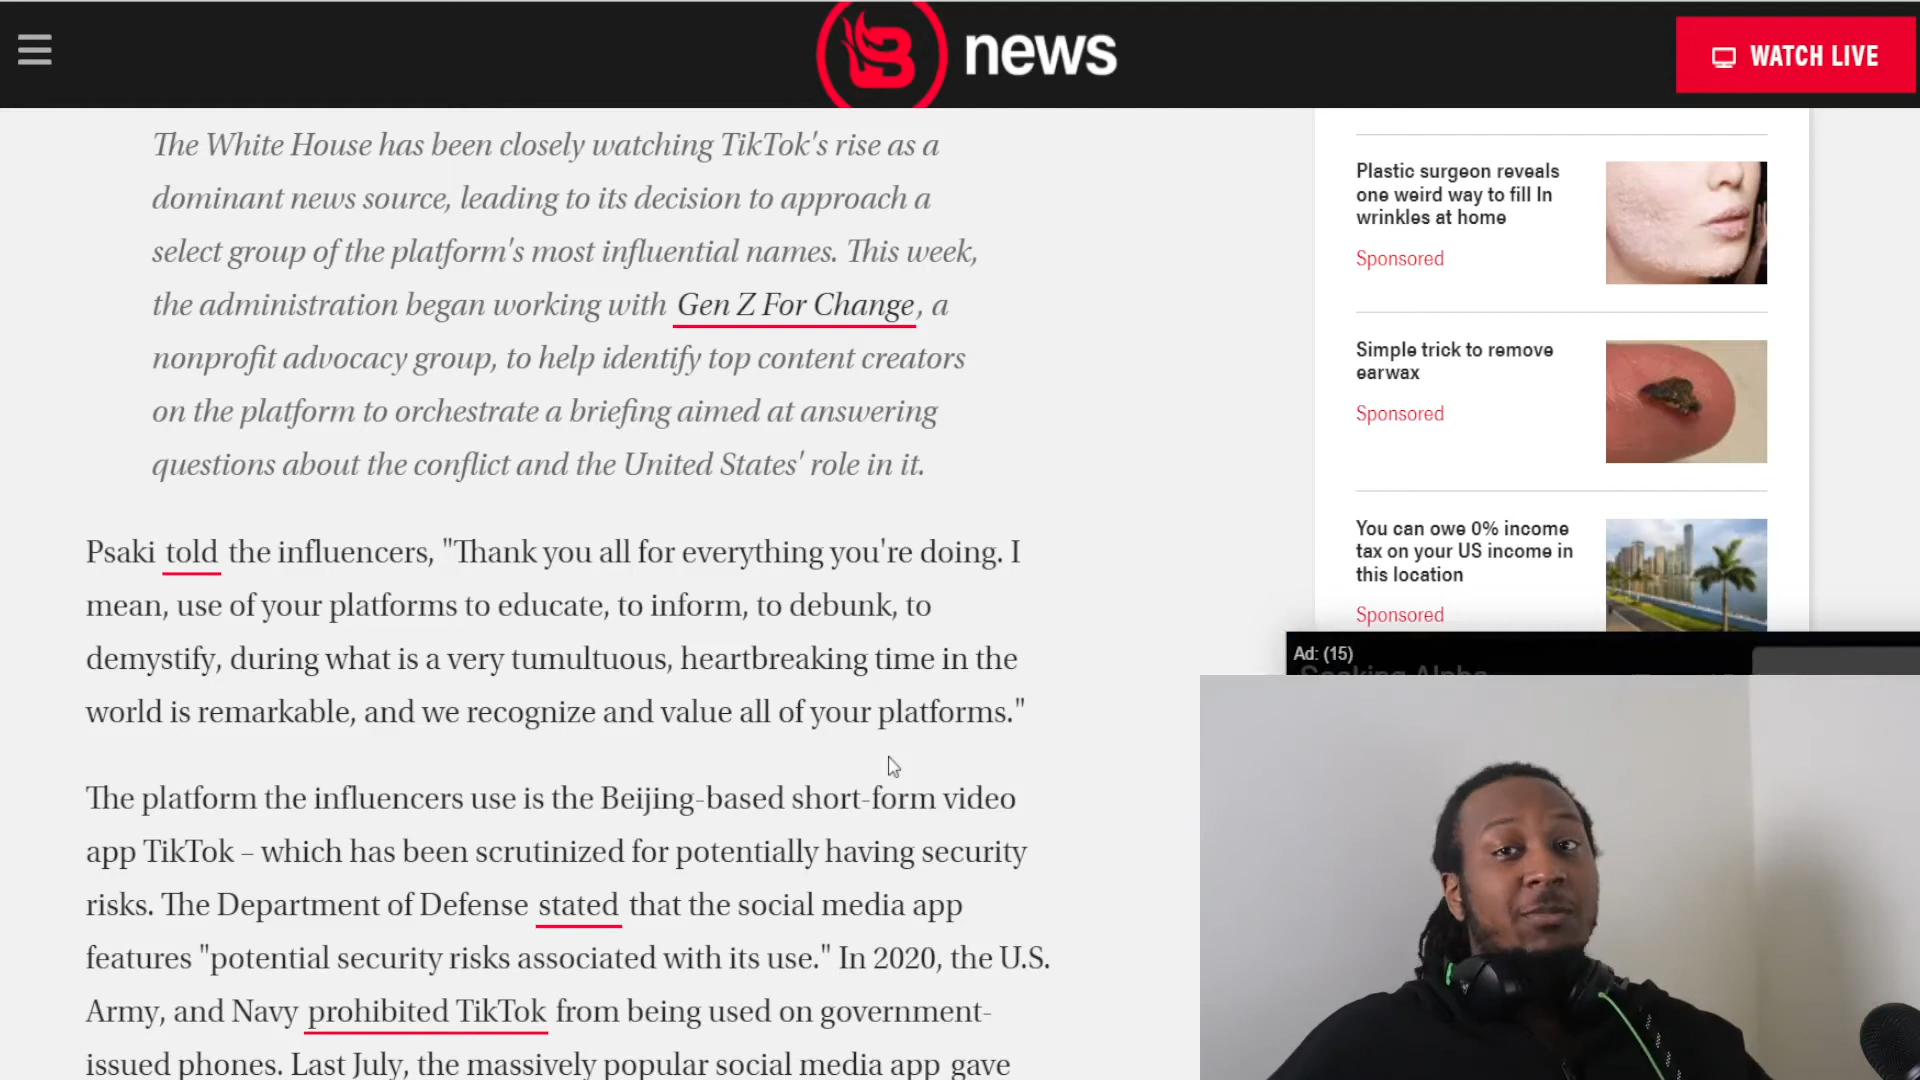 news
WATCH LIVE
The White House has been closely watching TikTok's rise as a
dominant news source, leading to its decision to approach a
select group of the platform's most influential names. This week,
the administration began working with Gen Z For Change, a
nonprofit advocacy group, to help identify top content creators
on the platform to orchestrate a briefing aimed at answering
questions about the conflict and the United States' role in it.
Psaki told the influencers, "Thank you all for everything you're doing. I
mean, use of your platforms to educate, to inform, to debunk, to
demystify, during what is a very tumultuous, heartbreaking time in the
world is remarkable, and we recognize and value all of your platforms."
The platform the influencers use is the Beijing-based short-form video
app TikTok – which has been scrutinized for potentially having security
risks. The Department of Defense stated that the social media app
features "potential security risks associated with its use." In 2020, the U.S.
Army, and Navy prohibited TikTok from being used on government-
issued phones. Last July, the massively popular social media app gave
Plastic surgeon reveals
one weird way to fill In
wrinkles at home
Sponsored
Simple trick to remove
earwax
Sponsored
You can owe 0% income
tax on your US income in
this location
Sponsored
Ad: (15)
Seeking Alpha